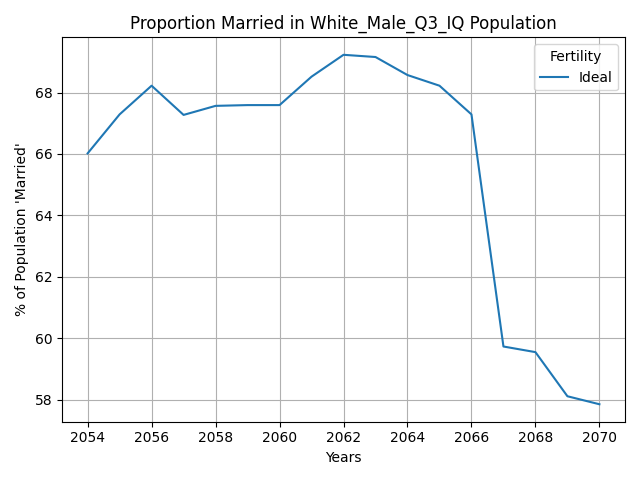 Proportion Married in White_Male_Q3_IQ Population
Fertility
Ideal
% of Population 'Married'
68
66
64
62
60
58
2054 2056 2058 2060 2062 2064 2066 2068 2070
Years